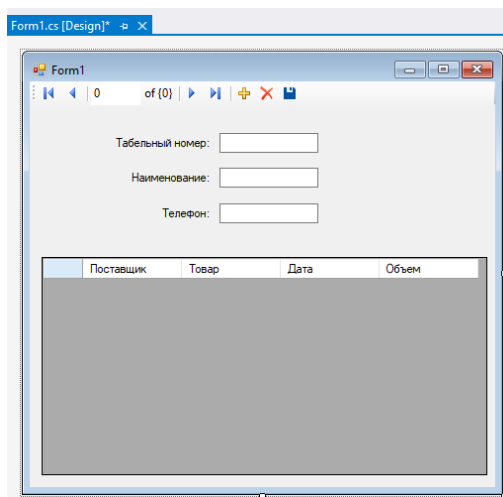 Form1.cs [Design]*
Form1
0 of {0}
Табельный номер:
Наименование:
Телефон:
Поставщик Товар Дата Объем